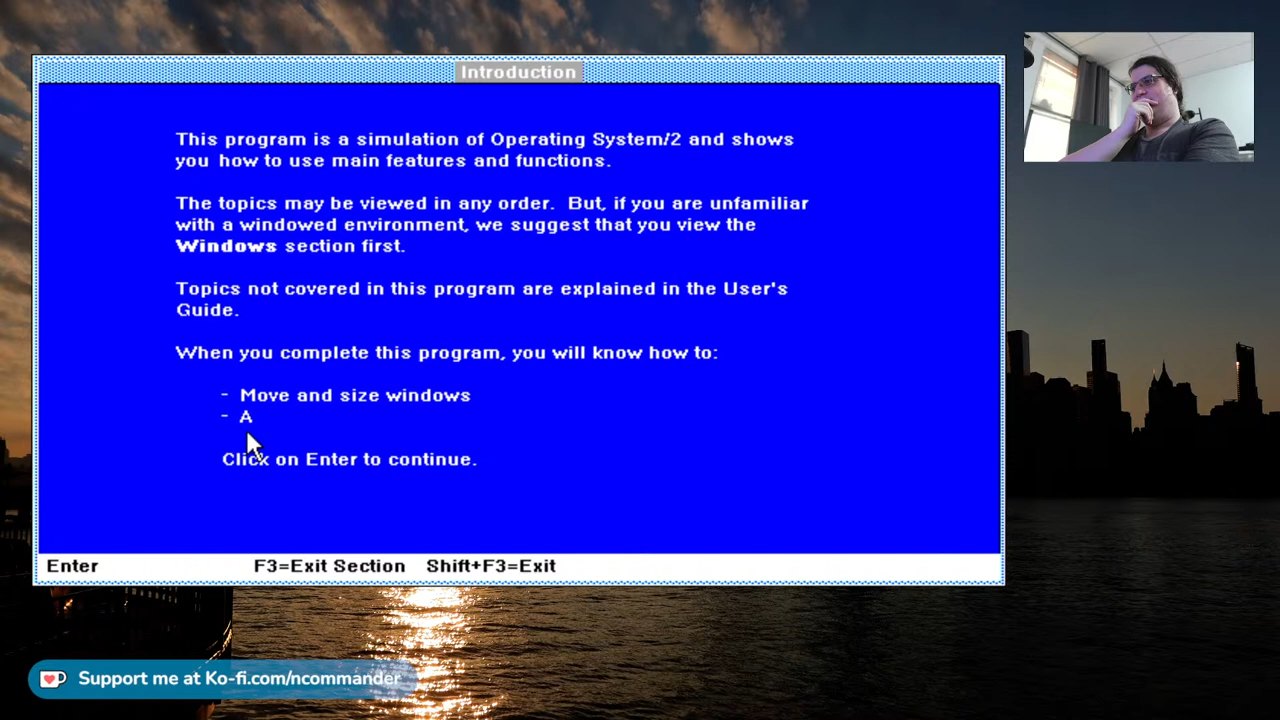 Introduction
This program is a simulation of Operating System/2 and shows
you how to use main features and functions.
The topics may be viewed in any order. But, if you are unfamiliar
with a windowed environment, we suggest that you view the
Windows section first.
Topics not covered in this program are explained in the User's
Guide.
When you complete this program, you will know how to:
- Move and size windows
- A
Click on Enter to continue.
Enter F3=Exit Section Shift+F3=Exit
Support me at Ko-fi.com/ncommander